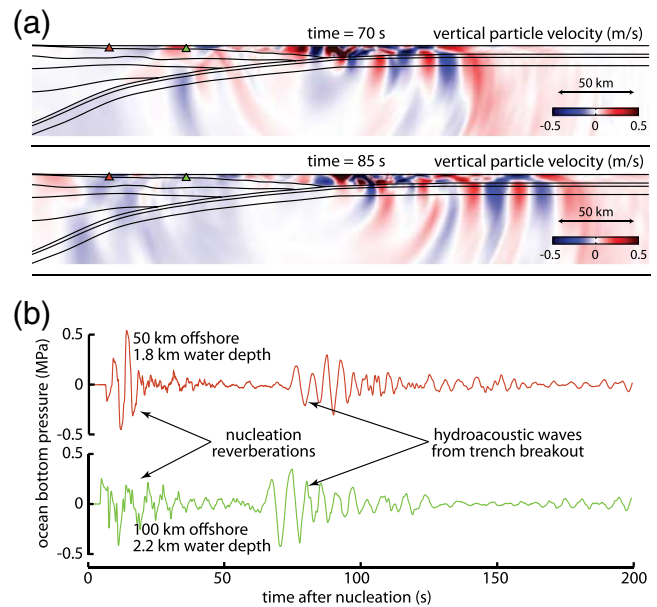 (a)
time = 70 s
vertical particle velocity (m/s)
50 km
-0.5 0 0.5
time = 85 s
vertical particle velocity (m/s)
50 km
-0.5 0 0.5
(b)
ocean bottom pressure (MPa)
0.5
0
-0.5
50 km offshore
1.8 km water depth
nucleation
reverberations
hydroacoustic waves
from trench breakout
0.5
0
-0.5
100 km offshore
2.2 km water depth
0 50 100 150 200
time after nucleation (s)